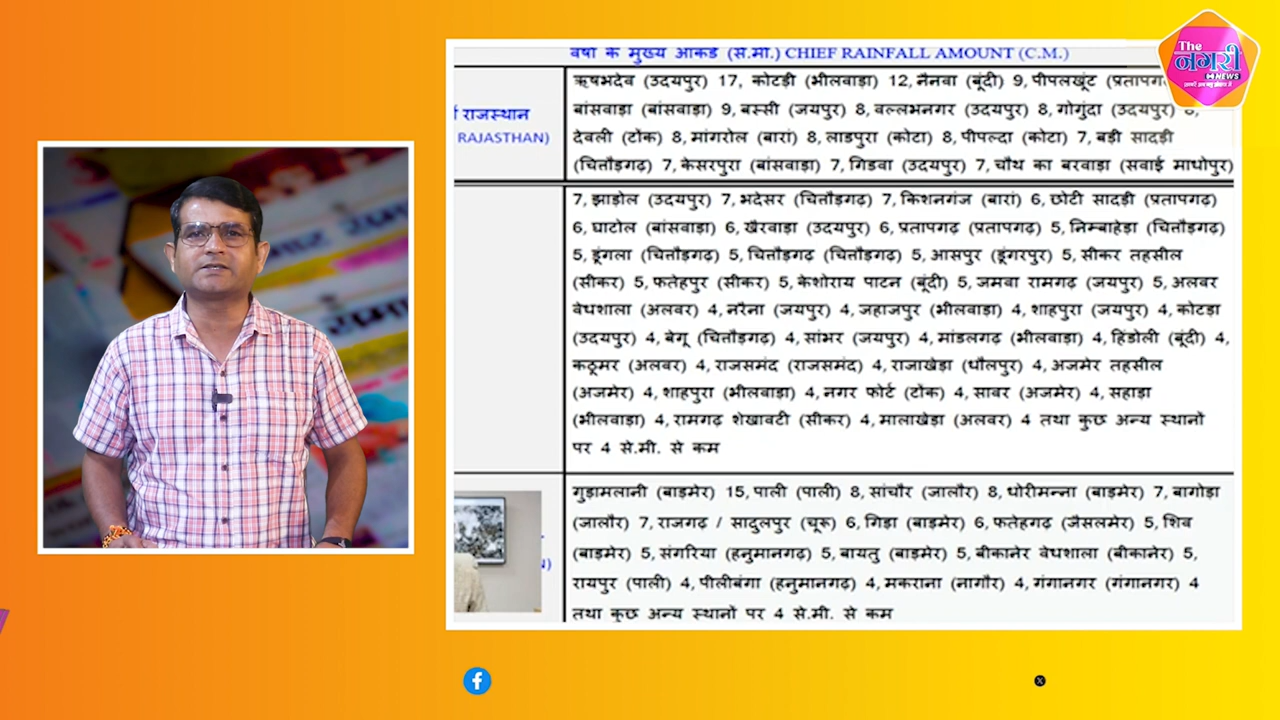 The
नगरी
NEWS
वर्षा के मुख्य आंकड़े (से.मी.) CHIEF RAINFALL AMOUNT (C.M.)
राजस्थान
RAJASTHAN)
ऋषभदेव (उदयपुर) 17, कोटड़ी (भीलवाड़ा) 12, नैनवा (बूंदी) 9, पीपलखूंट
बांसवाड़ा (बांसवाड़ा) 9, बस्सी (जयपुर) 8, वल्लभनगर (उदयपुर) 8, गोगुंदा (उदयपुर) 8,
देवली (टोंक) 8, मांगरोल (बारां) 8, लाडपुरा (कोटा) 8, पीपल्दा (कोटा) 7, बड़ी सादड़ी
(चित्तौड़गढ़) 7, केसरपुरा (बांसवाड़ा) 7, गिडवा (उदयपुर) 7, चौथ का बरवाड़ा (सवाई माधोपुर)
7, झाड़ोल (उदयपुर) 7, भदेसर (चित्तौड़गढ़) 7, किशनगंज (बारां) 6, छोटी सादड़ी (प्रतापगढ़)
6, घाटोल (बांसवाड़ा) 6, खैरवाड़ा (उदयपुर) 6, प्रतापगढ़ (प्रतापगढ़) 5, निम्बाहेड़ा (चित्तौड़गढ़)
5, डूंगला (चित्तौड़गढ़) 5, चित्तौड़गढ़ (चित्तौड़गढ़) 5, आसपुर (डूंगरपुर) 5, सीकर तहसील
(सीकर) 5, फतेहपुर (सीकर) 5, केशोराय पाटन (बूंदी) 5, जमवा रामगढ़ (जयपुर) 5, अलवर
वेधशाला (अलवर) 4, नरैना (जयपुर) 4, जहाजपुर (भीलवाड़ा) 4, शाहपुरा (जयपुर) 4, कोटड़ा
(उदयपुर) 4, बेगू (चित्तौड़गढ़) 4, सांभर (जयपुर) 4, मांडलगढ़ (भीलवाड़ा) 4, हिंडोली (बूंदी) 4,
कठूमर (अलवर) 4, राजसमंद (राजसमंद) 4, राजाखेड़ा (धौलपुर) 4, अजमेर तहसील
(अजमेर) 4, शाहपुरा (भीलवाड़ा) 4, नगर फोर्ट (टोंक) 4, सावर (अजमेर) 4, सहाड़ा
(भीलवाड़ा) 4, रामगढ़ शेखावटी (सीकर) 4, मालाखेड़ा (अलवर) 4 तथा कुछ अन्य स्थानों
पर 4 से.मी. से कम
गुड़ामलानी (बाड़मेर) 15, पाली (पाली) 8, सांचौर (जालौर) 8, धोरीमन्ना (बाड़मेर) 7, बागोड़ा
(जालौर) 7, राजगढ़ / सादुलपुर (चूरू) 6, गिड़ा (बाड़मेर) 6, फतेहगढ़ (जैसलमेर) 5, शिव
(बाड़मेर) 5, संगरिया (हनुमानगढ़) 5, बायतु (बाड़मेर) 5, बीकानेर वेधशाला (बीकानेर) 5,
रायपुर (पाली) 4, पीलीबंगा (हनुमानगढ़) 4, मकराना (नागौर) 4, गंगानगर (गंगानगर) 4
तथा कुछ अन्य स्थानों पर 4 से.मी. से कम